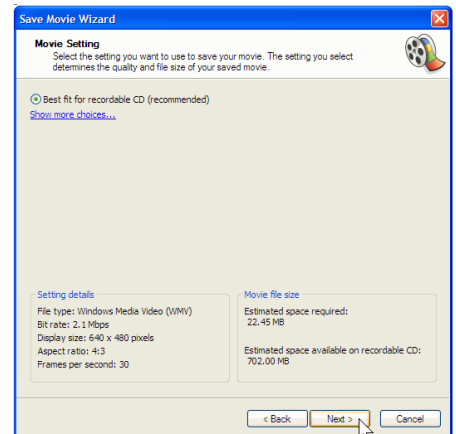 Save Movie Wizard
Movie Setting
Select the setting you want to use to save your movie. The setting you select
determines the quality and file size of your saved movie.
Best fit for recordable CD (recommended)
Show more choices...
Setting details
File type: Windows Media Video (WMV)
Bit rate: 2.1 Mbps
Display size: 640 x 480 pixels
Aspect ratio: 4:3
Frames per second: 30
Movie file size
Estimated space required:
22.45 MB
Estimated space available on recordable CD:
702.00 MB
< Back
Next >
Cancel